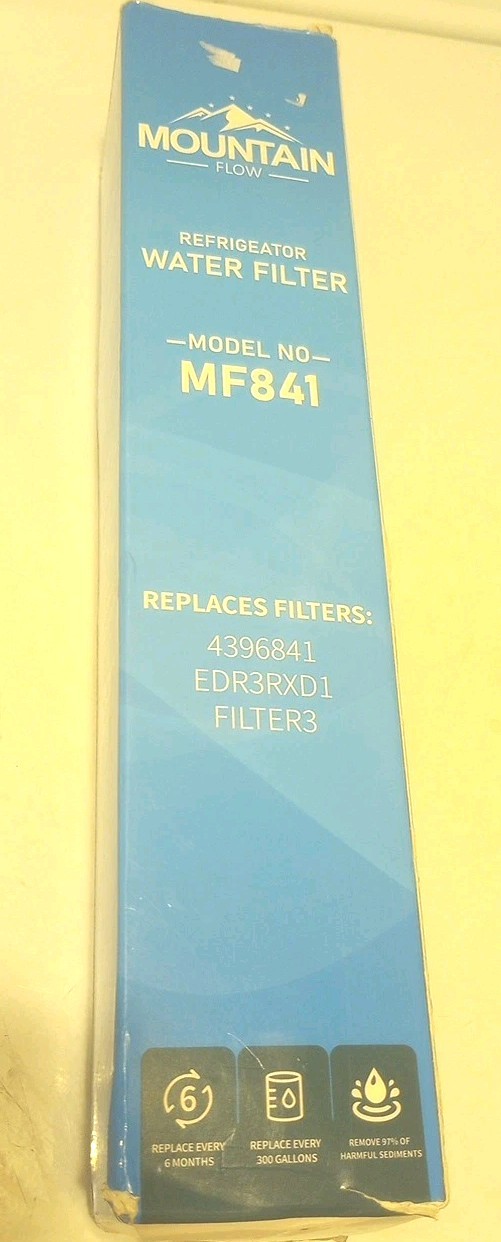 MOUNTAIN
FLOW
REFRIGEATOR
WATER FILTER
—MODEL NO—
MF841
REPLACES FILTERS:
4396841
EDR3RXD1
FILTER3
6
REPLACE EVERY
6 MONTHS
REPLACE EVERY
300 GALLONS
REMOVE 97% OF
HARMFUL SEDIMENTS